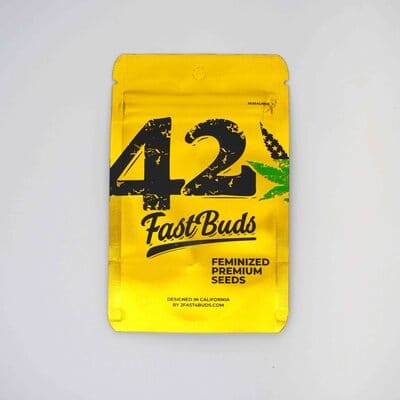 42
FastBuds
FEMINIZED
PREMIUM
SEEDS
DESIGNED IN CALIFORNIA
BY 2FAST4BUDS.COM